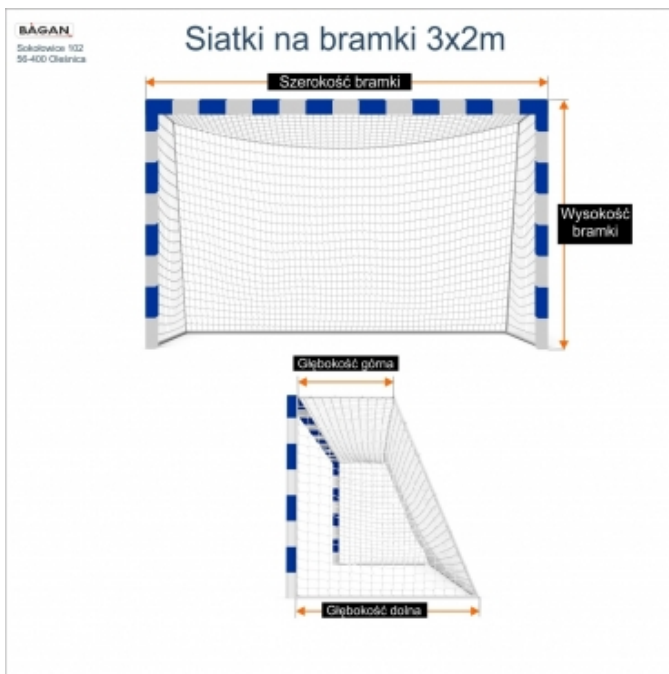 BAGAN
Sokołowice 102
56-400 Oleśnica
Siatki na bramki 3x2m
Szerokość bramki
Wysokość
bramki
Głębokość górna
Głębokość dolna